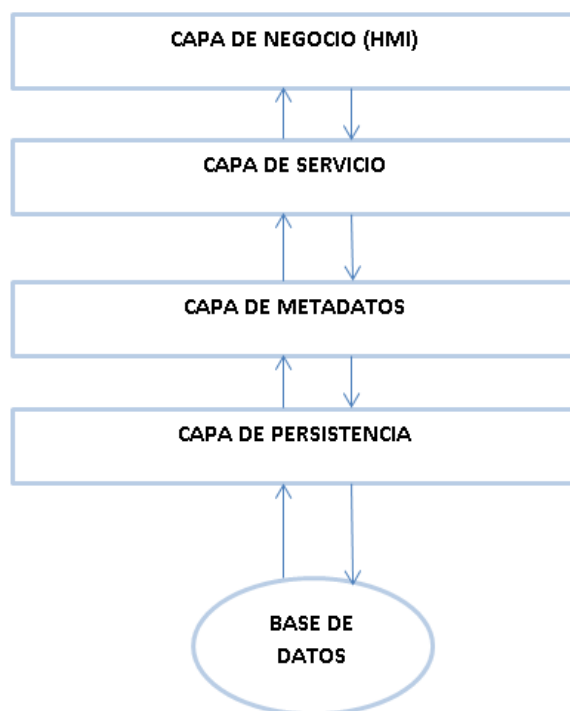 CAPA DE NEGOCIO (HMI)
CAPA DE SERVICIO
CAPA DE METADATOS
CAPA DE PERSISTENCIA
BASE DE
DATOS